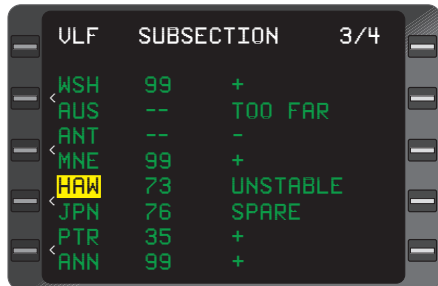 VLF SUBSECTION 3/4
WSH 99 +
AUS -- TOO FAR
ANT -- -
MNE 99 +
HAW 73 UNSTABLE
JPN 76 SPARE
PTR 35 +
ANN 99 +